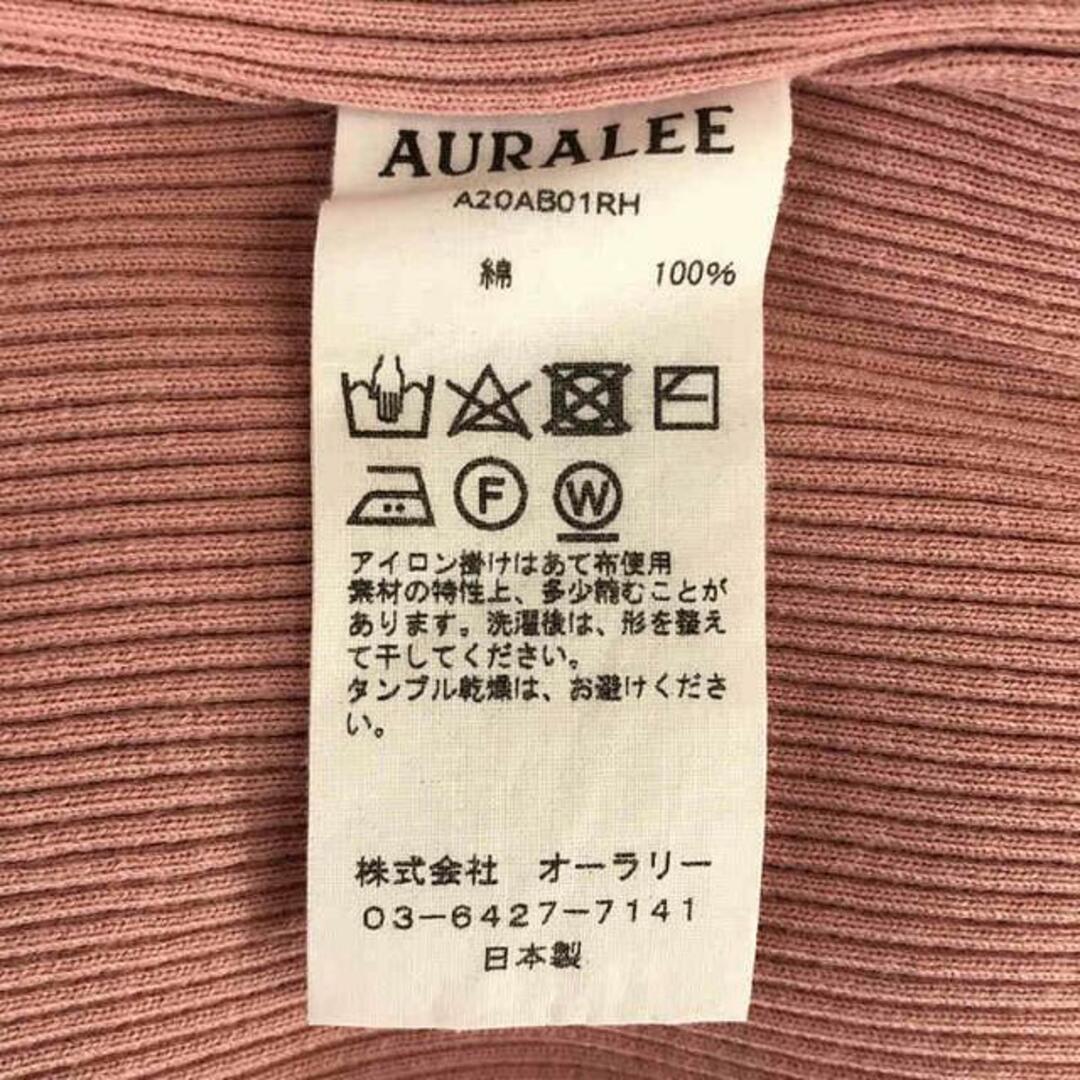 AURALEE
A20AB01RH
綿 100%
F W
アイロン掛けはあて布使用
素材の特性上、多少縮むことが
あります。洗濯後は、形を整え
て干してください。
タンブル乾燥は、お避けくださ
い。
株式会社 オーラリー
03-6427-7141
日本製